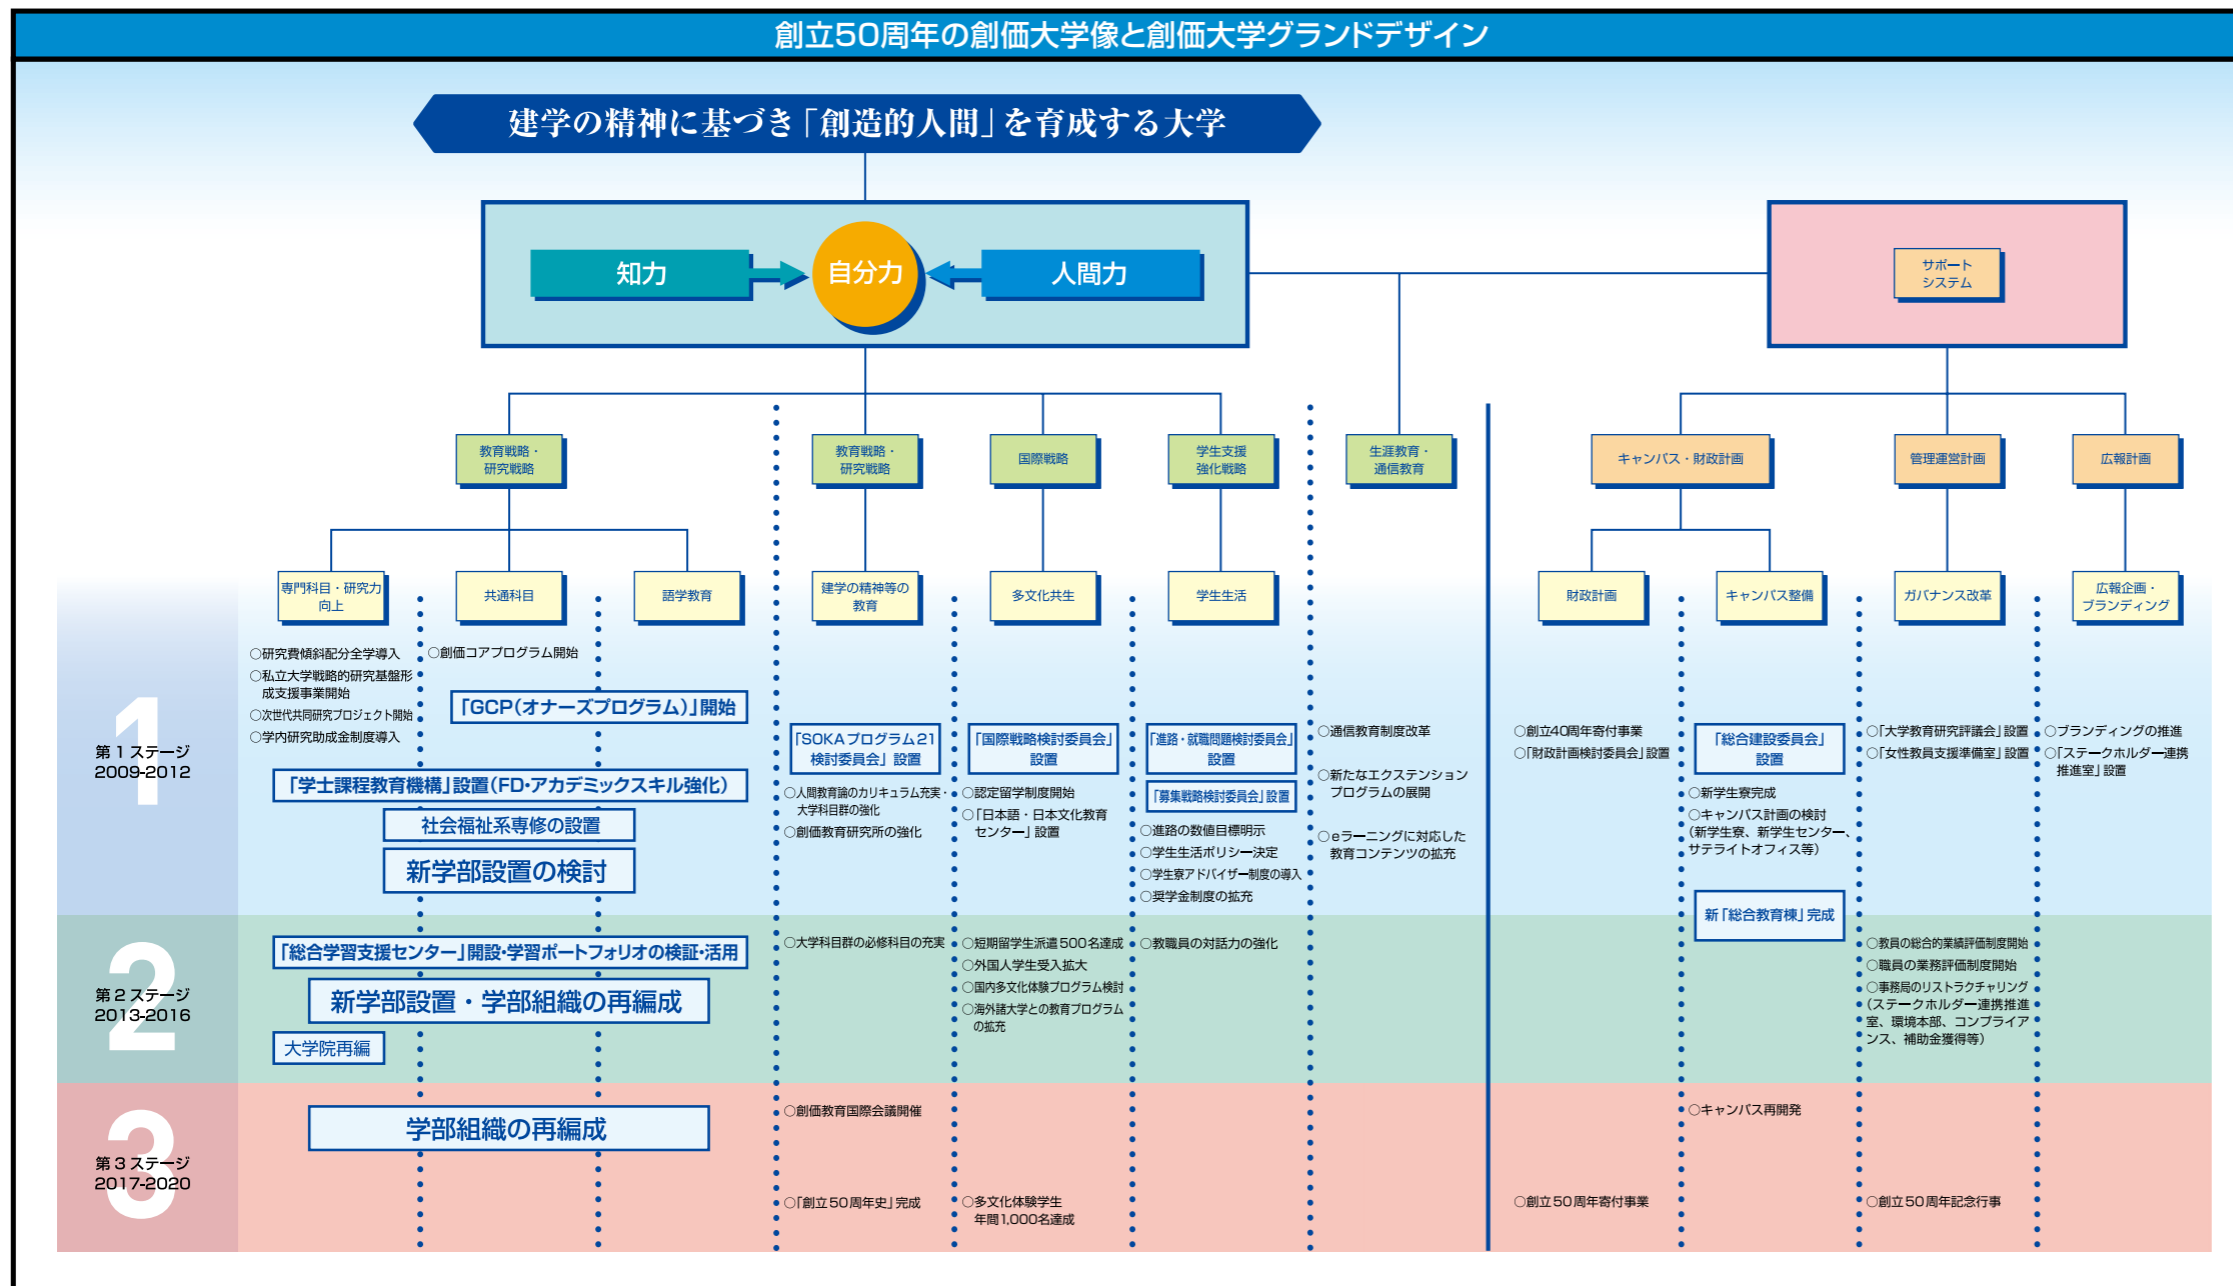 創立50周年の創価大学像と創価大学グランドデザイン
建学の精神に基づき「創造的人間」を育成する大学
知力
自分力
人間力
サポート
システム
教育戦略・
研究戦略
教育戦略・
研究戦略
国際戦略
学生支援
強化戦略
生涯教育・
通信教育
キャンパス・財政計画
管理運営計画
広報計画
専門科目・研究力
向上
共通科目
語学教育
建学の精神等の
教育
多文化共生
学生生活
財政計画
キャンパス整備
ガバナンス改革
広報企画・
ブランディング
1
第1ステージ
2009-2012
○研究費傾斜配分全学導入
○私立大学戦略的研究基盤形
成支援事業開始
○次世代共同研究プロジェクト開始
○学内研究助成金制度導入
○創価コアプログラム開始
「GCP(オナーズプログラム)」開始
「学士課程教育機構」設置(FD・アカデミックスキル強化)
社会福祉系専修の設置
新学部設置の検討
「SOKAプログラム21
検討委員会」設置
○人間教育論のカリキュラム充実・
大学科目群の強化
○創価教育研究所の強化
「国際戦略検討委員会」
設置
○認定留学制度開始
○「日本語・日本文化教育
センター」設置
「進路・就職問題検討委員会」
設置
「募集戦略検討委員会」設置
○進路の数値目標明示
○学生生活ポリシー決定
○学生寮アドバイザー制度の導入
○奨学金制度の拡充
○通信教育制度改革
○新たなエクステンション
プログラムの展開
○eラーニングに対応した
教育コンテンツの拡充
○創立40周年寄付事業
○「財政計画検討委員会」設置
「総合建設委員会」
設置
○新学生寮完成
○キャンパス計画の検討
(新学生寮、新学生センター、
サテライトオフィス等)
新「総合教育棟」完成
○「大学教育研究評議会」設置
○「女性教員支援準備室」設置
○ブランディングの推進
○「ステークホルダー連携
推進室」設置
2
第2ステージ
2013-2016
「総合学習支援センター」開設・学習ポートフォリオの検証・活用
新学部設置・学部組織の再編成
大学院再編
○大学科目群の必修科目の充実
○短期留学生派遣500名達成
○外国人学生受入拡大
○国内多文化体験プログラム検討
○海外諸大学との教育プログラム
の拡充
○教職員の対話力の強化
○教員の総合的業績評価制度開始
○職員の業務評価制度開始
○事務局のリストラクチャリング
(ステークホルダー連携推進
室、環境本部、コンプライア
ンス、補助金獲得等)
3
第3ステージ
2017-2020
学部組織の再編成
○創価教育国際会議開催
○「創立50周年史」完成
○多文化体験学生
年間1,000名達成
○創立50周年寄付事業
○キャンパス再開発
○創立50周年記念行事